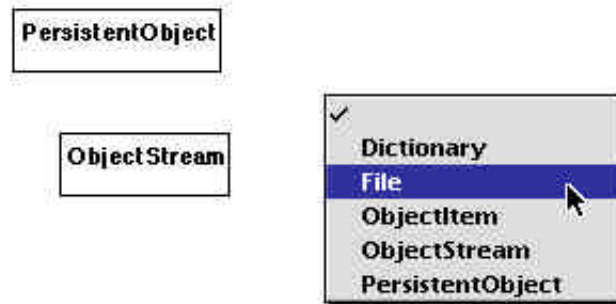 PersistentObject
ObjectStream
Dictionary
File
ObjectItem
ObjectStream
PersistentObject